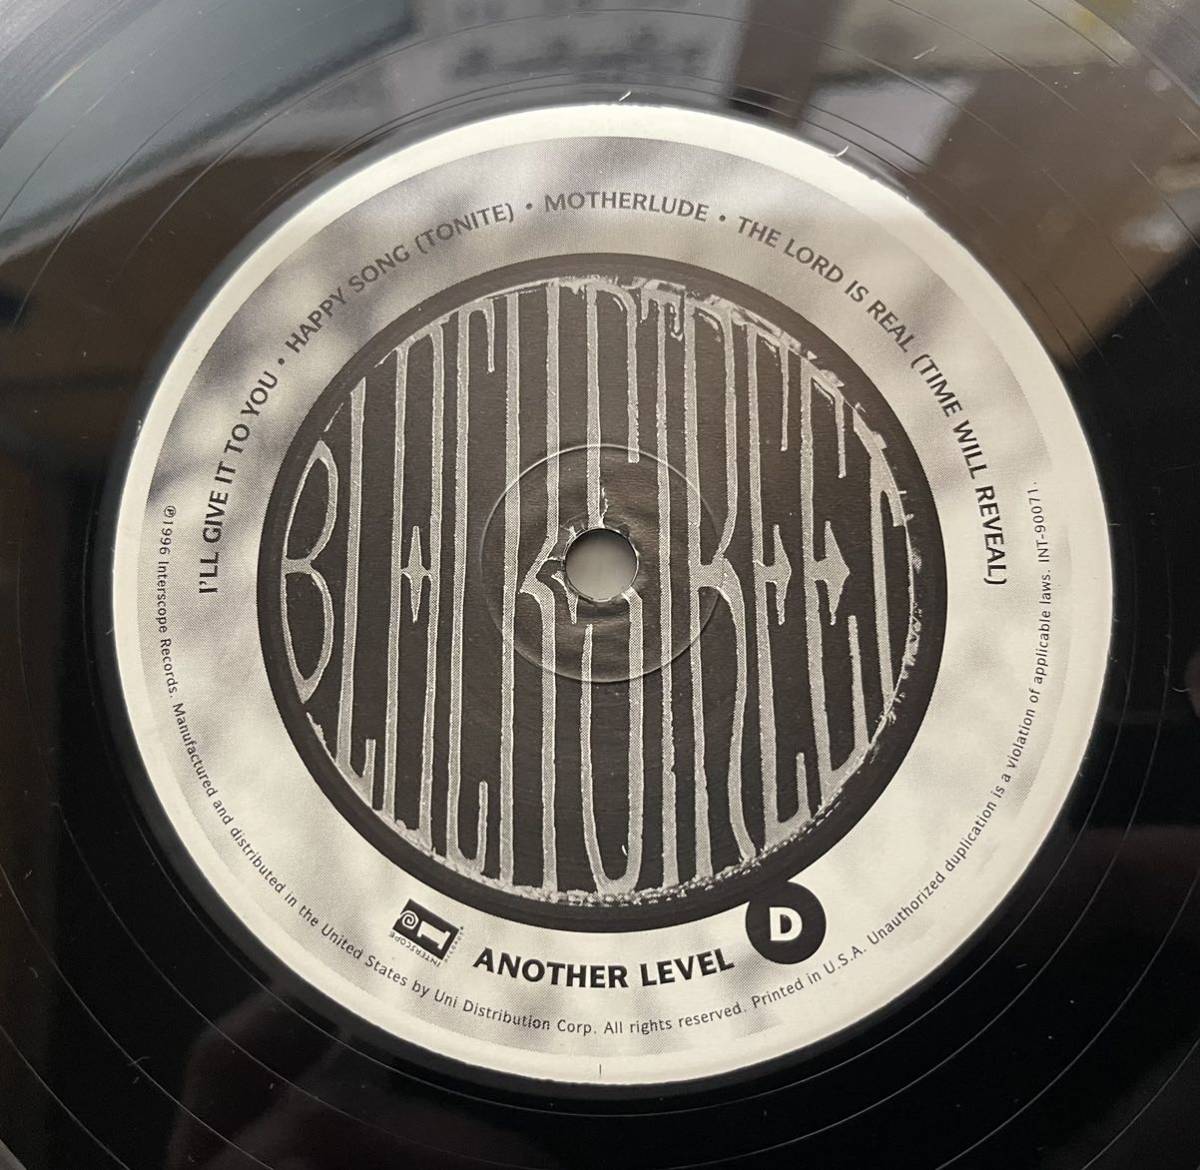 I'LL GIVE IT TO YOU • HAPPY SONG (TONITE) • MOTHERLUDE • THE LORD IS REAL (TIME WILL REVEAL)
BLACKSTREET
INTERSCOPE
ANOTHER LEVEL
D
℗1996 Interscope Records. Manufactured and distributed in the United States by Uni Distribution Corp. All rights reserved. Printed in U.S.A. Unauthorized duplication is a violation of applicable laws. INT-90071.